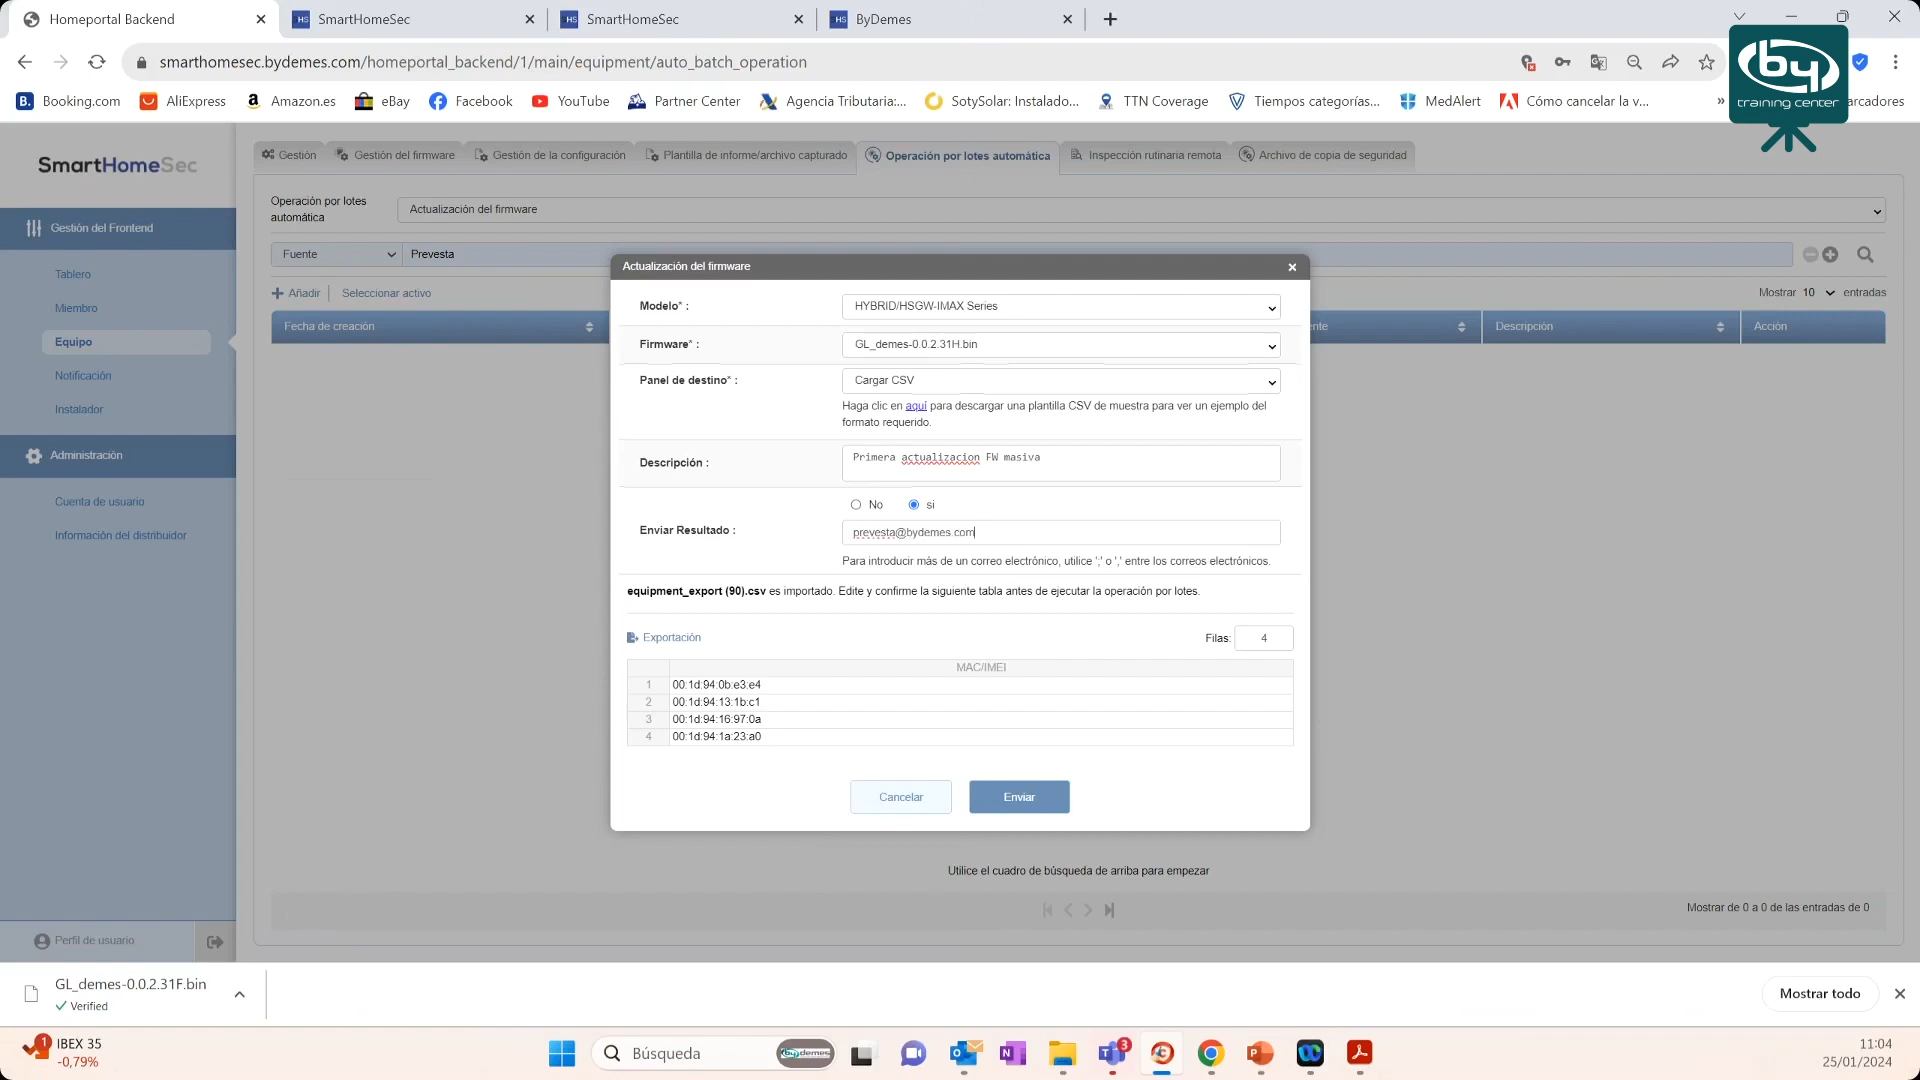 Homeportal Backend
SmartHomeSec
SmartHomeSec
ByDemes
smarthomesec.bydemes.com/homeportal_backend/1/main/equipment/auto_batch_operation
Booking.com
AliExpress
Amazon.es
eBay
Facebook
YouTube
Partner Center
Agencia Tributaria:...
SotySolar: Instalado...
TTN Coverage
Tiempos categorías...
MedAlert
Cómo cancelar la v...
»
arcadores
by
training center
SmartHomeSec
Gestión del Frontend
Tablero
Miembro
Equipo
Notificación
Instalador
Administración
Cuenta de usuario
Información del distribuidor
Perfil de usuario
Gestión
Gestión del firmware
Gestión de la configuración
Plantilla de informe/archivo capturado
Operación por lotes automática
Inspección rutinaria remota
Archivo de copia de seguridad
Operación por lotes
automática
Actualización del firmware
Fuente
Prevesta
Añadir
Seleccionar activo
Mostrar 10 entradas
Fecha de creación
ente
Descripción
Acción
Actualización del firmware
Modelo* :
HYBRID/HSGW-IMAX Series
Firmware* :
GL_demes-0.0.2.31H.bin
Panel de destino* :
Cargar CSV
Haga clic en aquí para descargar una plantilla CSV de muestra para ver un ejemplo del
formato requerido.
Descripción :
Primera actualizacion FW masiva
No
si
Enviar Resultado :
prevesta@bydemes.com
Para introducir más de un correo electrónico, utilice ';' o ',' entre los correos electrónicos.
equipment_export (90).csv es importado. Edite y confirme la siguiente tabla antes de ejecutar la operación por lotes.
Exportación
Filas: 4
MAC/IMEI
1 00:1d:94:0b:e3:e4
2 00:1d:94:13:1b:c1
3 00:1d:94:16:97:0a
4 00:1d:94:1a:23:a0
Cancelar
Enviar
Utilice el cuadro de búsqueda de arriba para empezar
Mostrar de 0 a 0 de las entradas de 0
GL_demes-0.0.2.31F.bin
Verified
Mostrar todo
1
IBEX 35
-0,79%
Búsqueda
bydemes
3
11:04
25/01/2024